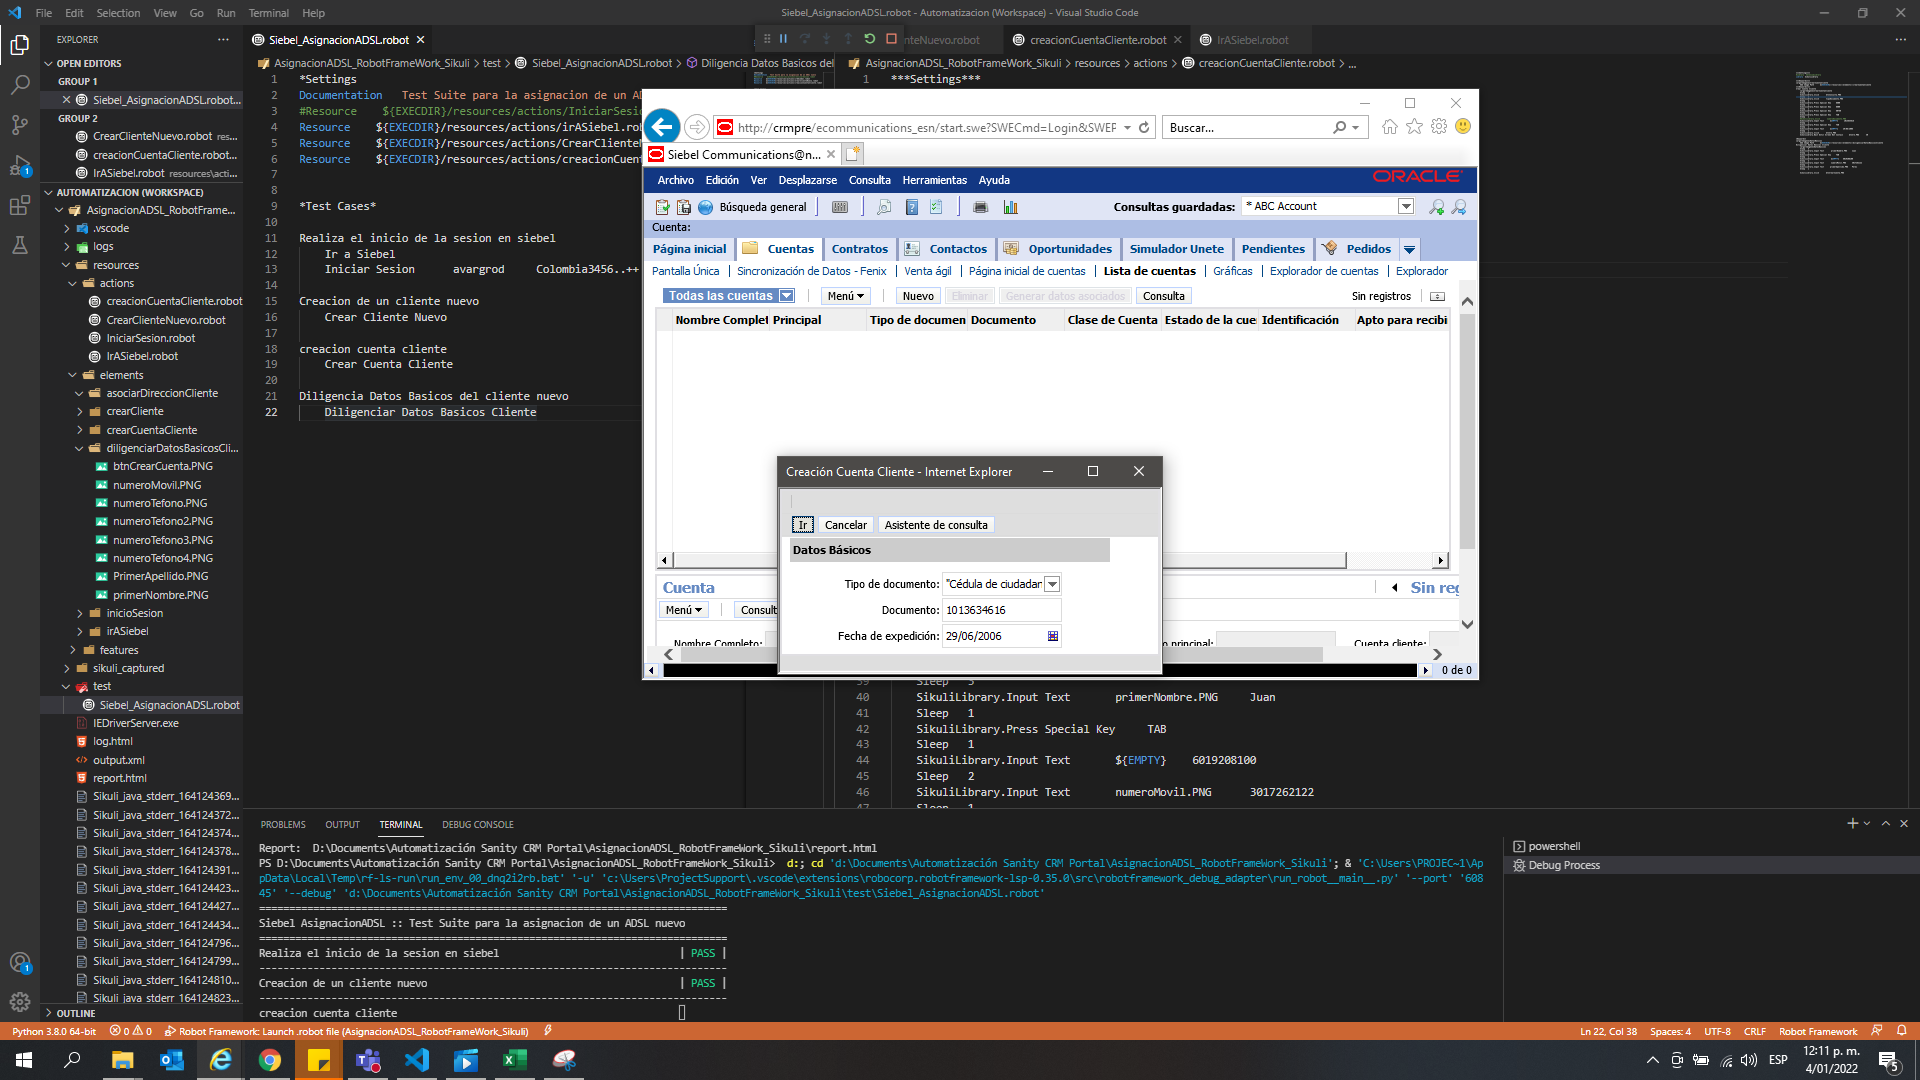 File Edit Selection View Go Run Terminal Help
Siebel_AsignacionADSL.robot - Automatizacion (Workspace) - Visual Studio Code
EXPLORER
OPEN EDITORS
GROUP 1
Siebel_AsignacionADSL.robot...
GROUP 2
CrearClienteNuevo.robot res...
creacionCuentaCliente.robot...
IrASiebel.robot resources\acti...
AUTOMATIZACION (WORKSPACE)
AsignacionADSL_RobotFrame...
.vscode
logs
resources
actions
creacionCuentaCliente.robot
CrearClienteNuevo.robot
IniciarSesion.robot
IrASiebel.robot
elements
asociarDireccionCliente
crearCliente
crearCuentaCliente
diligenciarDatosBasicosCli...
btnCrearCuenta.PNG
numeroMovil.PNG
numeroTefono.PNG
numeroTefono2.PNG
numeroTefono3.PNG
numeroTefono4.PNG
PrimerApellido.PNG
primerNombre.PNG
inicioSesion
irASiebel
features
sikuli_captured
test
Siebel_AsignacionADSL.robot
IEDriverServer.exe
log.html
output.xml
report.html
Sikuli_java_stderr_164124369...
Sikuli_java_stderr_164124372...
Sikuli_java_stderr_164124374...
Sikuli_java_stderr_164124378...
Sikuli_java_stderr_164124391...
Sikuli_java_stderr_164124423...
Sikuli_java_stderr_164124427...
Sikuli_java_stderr_164124434...
Sikuli_java_stderr_164124796...
Sikuli_java_stderr_164124799...
Sikuli_java_stderr_164124810...
Sikuli_java_stderr_164124823...
OUTLINE
Siebel_AsignacionADSL.robot
AsignacionADSL_RobotFrameWork_Sikuli > test > Siebel_AsignacionADSL.robot > Diligencia Datos Basicos del
1 *Settings
2 Documentation Test Suite para la asignacion de un AD
3 #Resource ${EXECDIR}/resources/actions/IniciarSesio
4 Resource ${EXECDIR}/resources/actions/irASiebel.rob
5 Resource ${EXECDIR}/resources/actions/CrearClienteN
6 Resource ${EXECDIR}/resources/actions/creacionCuent
7
8
9 *Test Cases*
10
11 Realiza el inicio de la sesion en siebel
12 Ir a Siebel
13 Iniciar Sesion avargrod Colombia3456..++
14
15 Creacion de un cliente nuevo
16 Crear Cliente Nuevo
17
18 creacion cuenta cliente
19 Crear Cuenta Cliente
20
21 Diligencia Datos Basicos del cliente nuevo
22 Diligenciar Datos Basicos Cliente
enteNuevo.robot creacionCuentaCliente.robot IrASiebel.robot
AsignacionADSL_RobotFrameWork_Sikuli > resources > actions > creacionCuentaCliente.robot > ...
1 ***Settings***
http://crmpre/ecommunications_esn/start.swe?SWECmd=Login&SWEP
Buscar...
Siebel Communications@n...
Archivo Edición Ver Desplazarse Consulta Herramientas Ayuda
ORACLE
Búsqueda general
Consultas guardadas: * ABC Account
Cuenta:
Página inicial Cuentas Contratos Contactos Oportunidades Simulador Unete Pendientes Pedidos
Pantalla Única Sincronización de Datos - Fenix Venta ágil Página inicial de cuentas Lista de cuentas Gráficas Explorador de cuentas Explorador
Todas las cuentas Menú Nuevo Eliminar Generar datos asociados Consulta Sin registros
Nombre Complet Principal Tipo de documen Documento Clase de Cuenta Estado de la cue Identificación Apto para recibi
Cuenta
Sin reg
Menú Consult
Nombre Completo: o principal: Cuenta cliente:
0 de 0
Creación Cuenta Cliente - Internet Explorer
Ir Cancelar Asistente de consulta
Datos Básicos
Tipo de documento: "Cédula de ciudadar
Documento: 1013634616
Fecha de expedición: 29/06/2006
39 Sleep 3
40 SikuliLibrary.Input Text primerNombre.PNG Juan
41 Sleep 1
42 SikuliLibrary.Press Special Key TAB
43 Sleep 1
44 SikuliLibrary.Input Text ${EMPTY} 6019208100
45 Sleep 2
46 SikuliLibrary.Input Text numeroMovil.PNG 3017262122
47 Sleep 1
PROBLEMS OUTPUT TERMINAL DEBUG CONSOLE
Report: D:\Documents\Automatización Sanity CRM Portal\AsignacionADSL_RobotFrameWork_Sikuli\report.html
PS D:\Documents\Automatización Sanity CRM Portal\AsignacionADSL_RobotFrameWork_Sikuli> d:; cd 'd:\Documents\Automatización Sanity CRM Portal\AsignacionADSL_RobotFrameWork_Sikuli'; & 'C:\Users\PROJEC~1\Ap
pData\Local\Temp\rf-ls-run\run_env_00_dnq2i2rb.bat' '-u' 'c:\Users\ProjectSupport\.vscode\extensions\robocorp.robotframework-lsp-0.35.0\src\robotframework_debug_adapter\run_robot__main__.py' '--port' '608
45' '--debug' 'd:\Documents\Automatización Sanity CRM Portal\AsignacionADSL_RobotFrameWork_Sikuli\test\Siebel_AsignacionADSL.robot'
==============================================================================
Siebel AsignacionADSL :: Test Suite para la asignacion de un ADSL nuevo
==============================================================================
Realiza el inicio de la sesion en siebel | PASS |
------------------------------------------------------------------------------
Creacion de un cliente nuevo | PASS |
------------------------------------------------------------------------------
creacion cuenta cliente
powershell
Debug Process
Python 3.8.0 64-bit 0 0 Robot Framework: Launch .robot file (AsignacionADSL_RobotFrameWork_Sikuli)
Ln 22, Col 38 Spaces: 4 UTF-8 CRLF Robot Framework
ESP
12:11 p. m.
4/01/2022
5